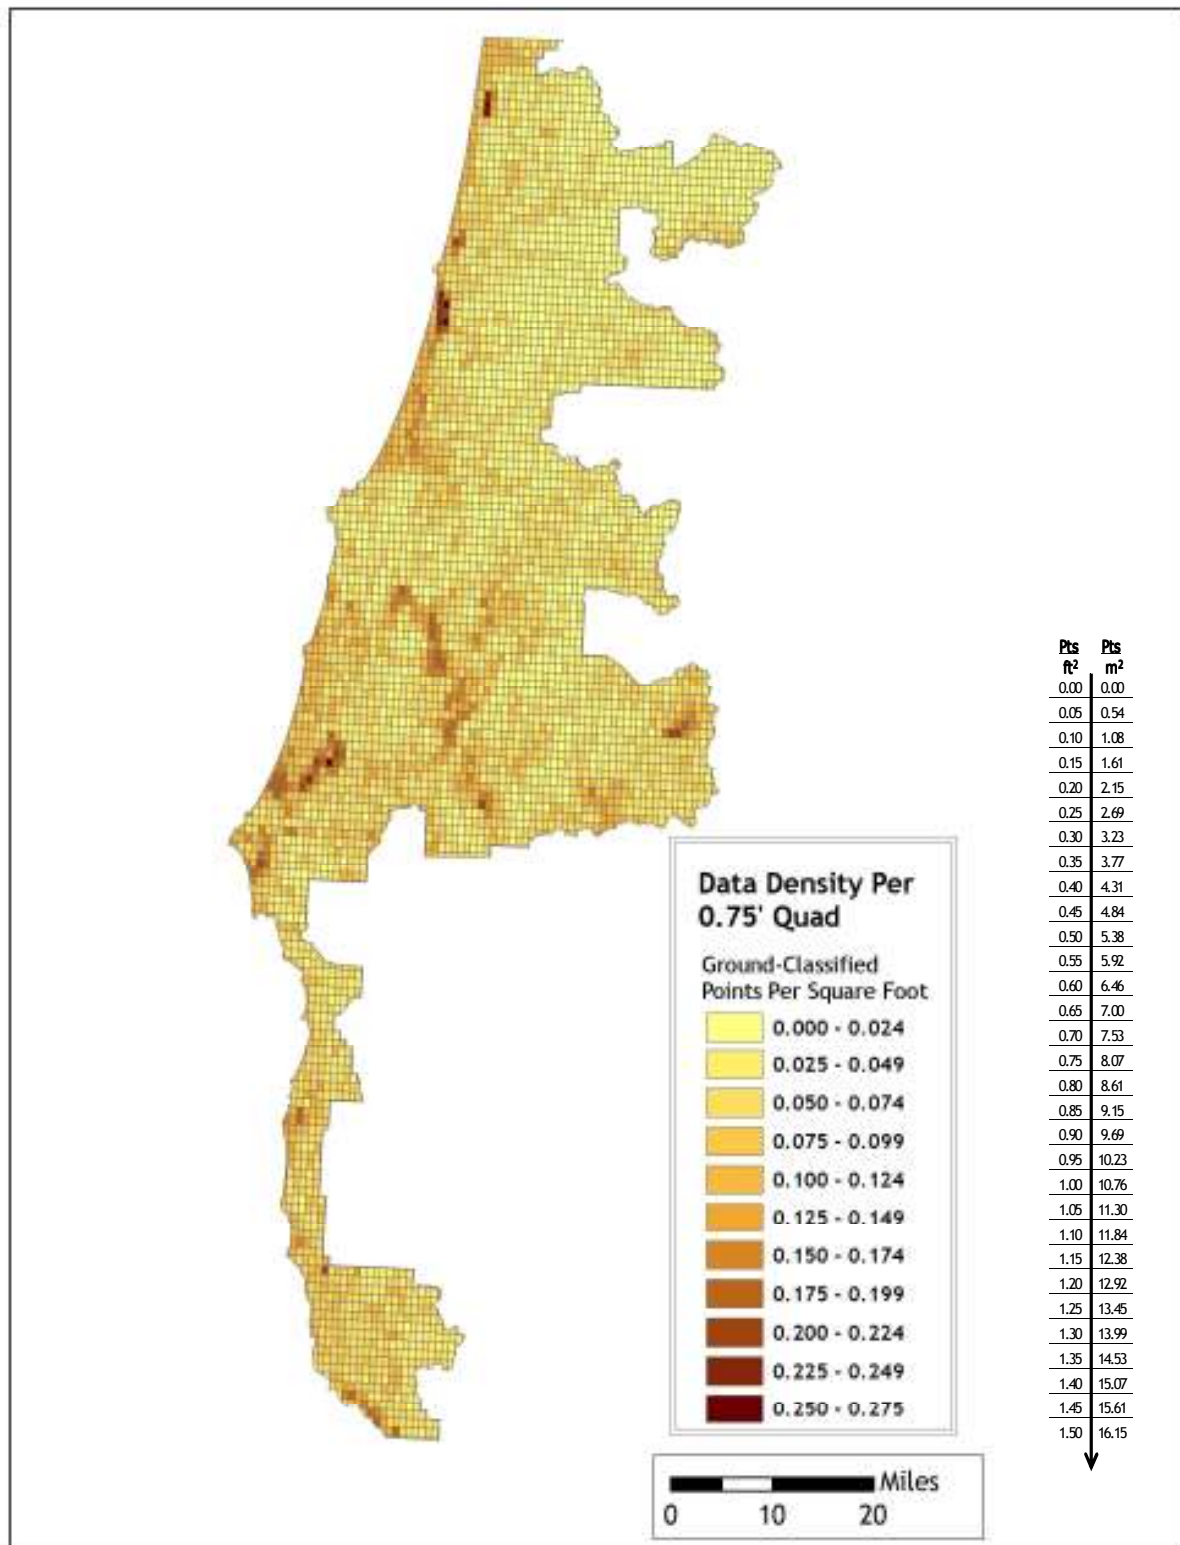 Pts Pts
ft² m²
0.00 0.00
0.05 0.54
0.10 1.08
0.15 1.61
0.20 2.15
0.25 2.69
0.30 3.23
0.35 3.77
0.40 4.31
0.45 4.84
0.50 5.38
0.55 5.92
0.60 6.46
0.65 7.00
0.70 7.53
0.75 8.07
0.80 8.61
0.85 9.15
0.90 9.69
0.95 10.23
1.00 10.76
1.05 11.30
1.10 11.84
1.15 12.38
1.20 12.92
1.25 13.45
1.30 13.99
1.35 14.53
1.40 15.07
1.45 15.61
1.50 16.15
Data Density Per
0.75' Quad
Ground-Classified
Points Per Square Foot
0.000 - 0.024
0.025 - 0.049
0.050 - 0.074
0.075 - 0.099
0.100 - 0.124
0.125 - 0.149
0.150 - 0.174
0.175 - 0.199
0.200 - 0.224
0.225 - 0.249
0.250 - 0.275
Miles
0 10 20